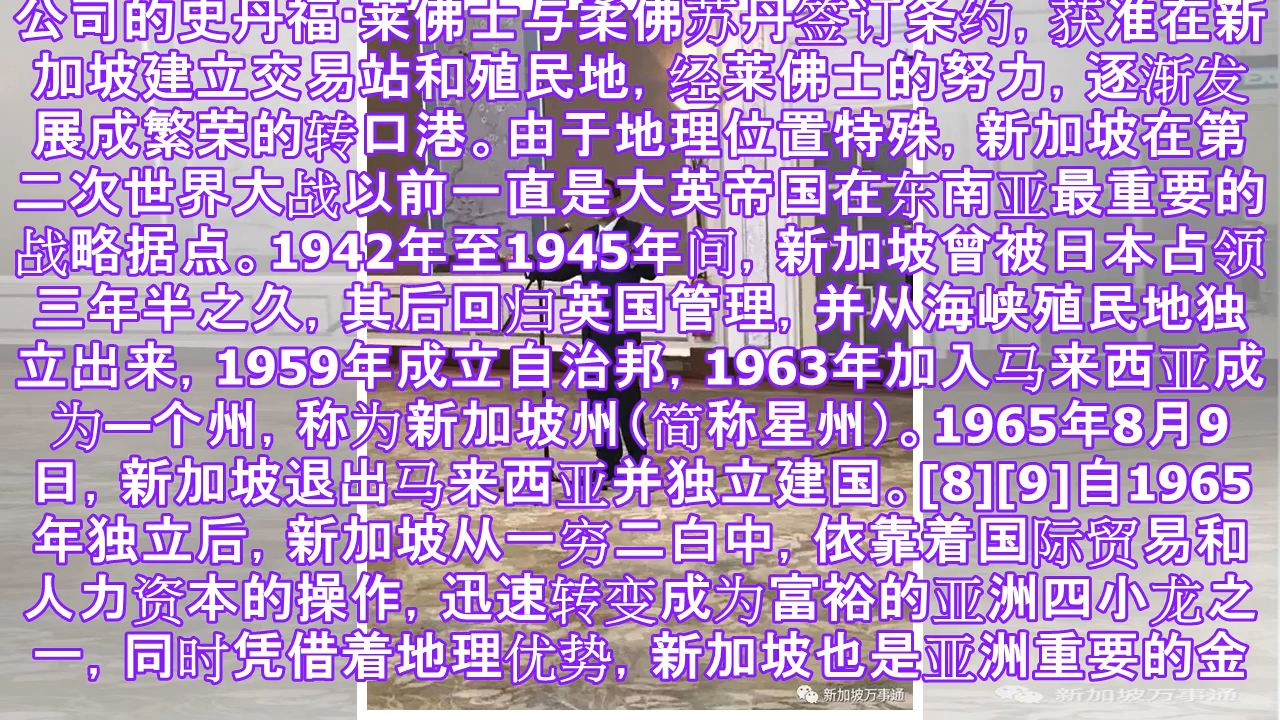 公司的史丹福·莱佛士与柔佛苏丹签订条约, 获准在新
加坡建立交易站和殖民地, 经莱佛士的努力, 逐渐发
展成繁荣的转口港。由于地理位置特殊, 新加坡在第
二次世界大战以前一直是大英帝国在东南亚最重要的
战略据点。1942年至1945年间, 新加坡曾被日本占领
三年半之久, 其后回归英国管理, 并从海峡殖民地独
立出来, 1959年成立自治邦, 1963年加入马来西亚成
为一个州, 称为新加坡州(简称星州)。1965年8月9
日, 新加坡退出马来西亚并独立建国。[8][9]自1965
年独立后, 新加坡从一穷二白中, 依靠着国际贸易和
人力资本的操作, 迅速转变成为富裕的亚洲四小龙之
一, 同时凭借着地理优势, 新加坡也是亚洲重要的金
新加坡万事通
新加坡万事通